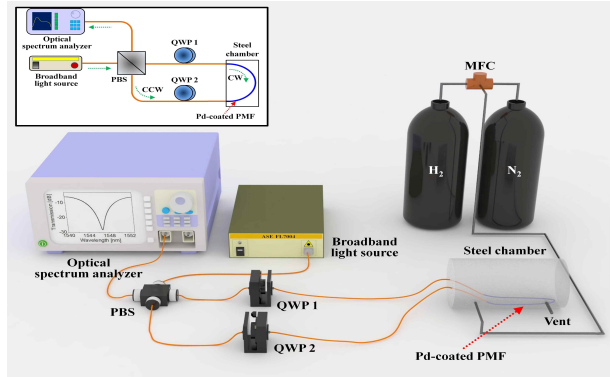 Optical
spectrum analyzer
Broadband
light source
PBS
QWP 1
QWP 2
CCW
CW
Steel
chamber
Pd-coated PMF
MFC
H2
N2
Transmission [dB]
-10
-20
-30
1540 1544 1548 1552
Wavelength [nm]
ASE FL7004
Optical
spectrum analyzer
Broadband
light source
PBS
QWP 1
QWP 2
Steel chamber
Vent
Pd-coated PMF